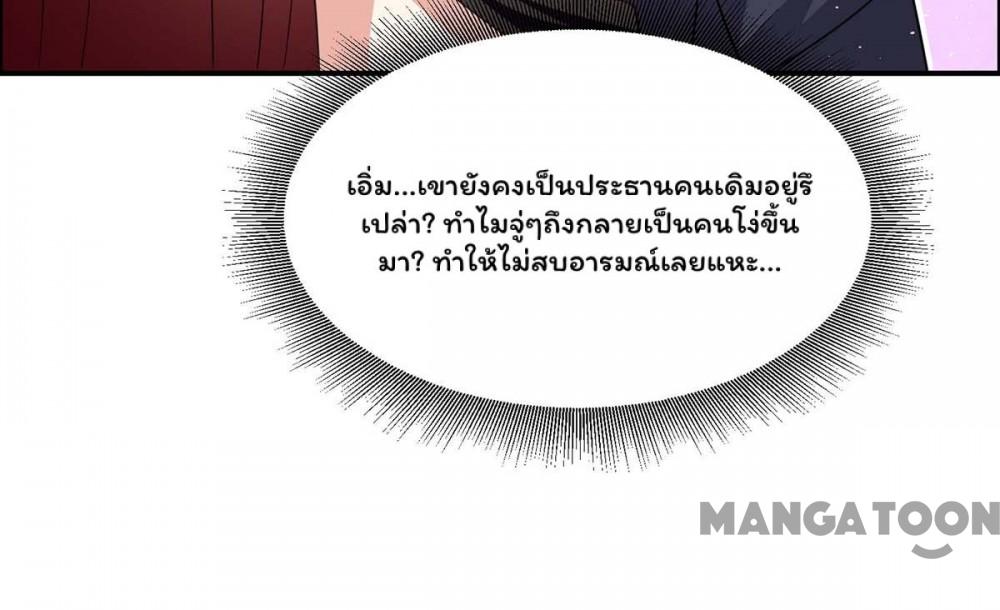 เอิ่ม...เขายังคงเป็นประธานคนเดิมอยู่รึ
เปล่า? ทำไมจู่ๆถึงกลายเป็นคนโง่ขึ้น
มา? ทำให้ไม่สบอารมณ์เลยแหะ...
MANGATOON